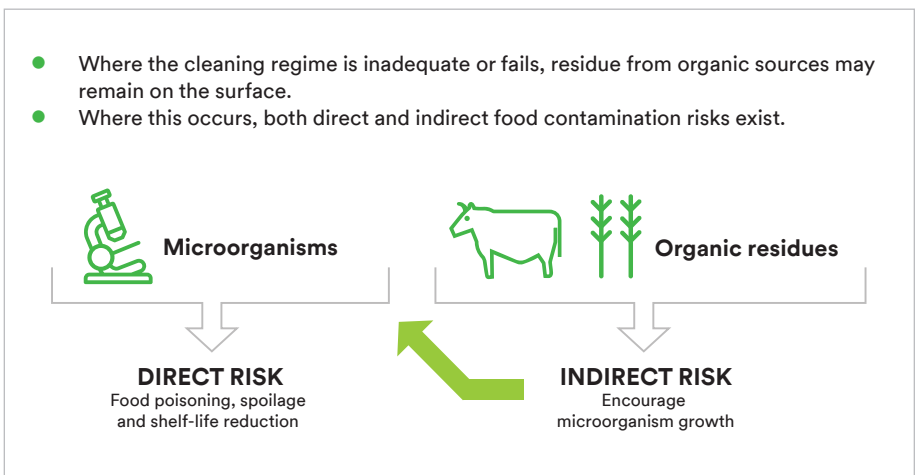 Where the cleaning regime is inadequate or fails, residue from organic sources may
remain on the surface.
Where this occurs, both direct and indirect food contamination risks exist.
Microorganisms
Organic residues
DIRECT RISK
Food poisoning, spoilage
and shelf-life reduction
INDIRECT RISK
Encourage
microorganism growth